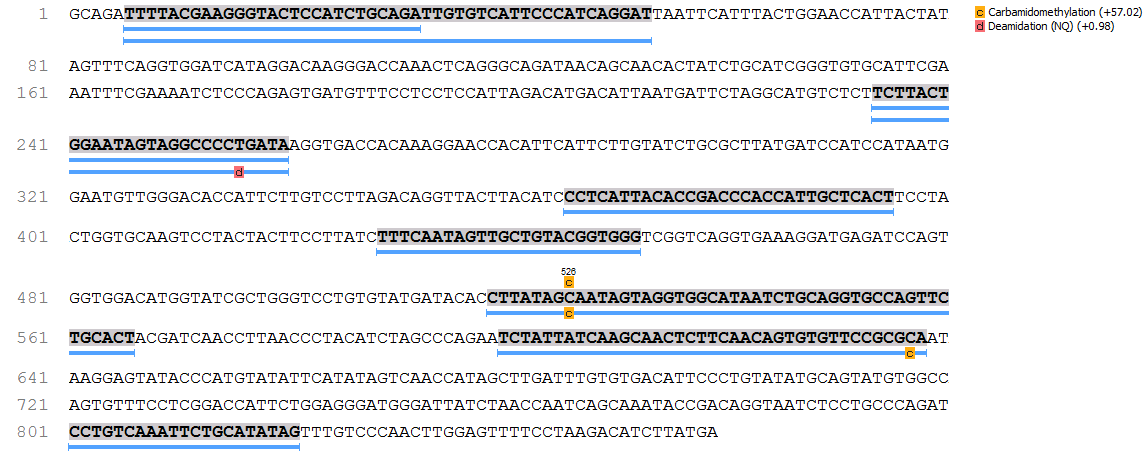 1 GCAGATTTTACGAAGGGTACTCCATCTGCAGATTGTGTCATTCCCATCAGGATTAATTCATTTACTGGAACCATTACTAT
c Carbamidomethylation (+57.02)
d Deamidation (NQ) (+0.98)
81 AGTTTCAGGTGGATCATAGGACAAGGGACCAAACTCAGGGCAGATAACAGCAACACTATCTGCATCGGGTGTGCATTCGA
161 AATTTCGAAAATCTCCCAGAGTGATGTTTCCTCCTCCATTAGACATGACATTAATGATTCTAGGCATGTCTCTTCTTACT
241 GGAATAGTAGGCCCCTGATAAGGTGACCACAAAGGAACCACATTCATTCTTGTATCTGCGCTTATGATCCATCCATAATG
d
321 GAATGTTGGGACACCATTCTTGTCCTTAGACAGGTTACTTACATCCCTCATTACACCGACCCACCATTGCTCACTTCCTA
401 CTGGTGCAAGTCCTACTACTTCCTTATCTTTCAATAGTTGCTGTACGGTGGGTCGGTCAGGTGAAAGGATGAGATCCAGT
526
c
481 GGTGGACATGGTATCGCTGGGTCCTGTGTATGATACACCTTATAGCAATAGTAGGTGGCATAATCTGCAGGTGCCAGTTC
c
561 TGCACTACGATCAACCTTAACCCTACATCTAGCCCAGAATCTATTATCAAGCAACTCTTCAACAGTGTGTTCCGCGCAAT
c
641 AAGGAGTATACCCATGTATATTCATATAGTCAACCATAGCTTGATTTGTGTGACATTCCCTGTATATGCAGTATGTGGCC
721 AGTGTTTCCTCGGACCATTCTGGAGGGATGGGATTATCTAACCAATCAGCAAATACCGACAGGTAATCTCCTGCCCAGAT
801 CCTGTCAAATTCTGCATATAGTTTGTCCCAACTTGGAGTTTTCCTAAGACATCTTATGA